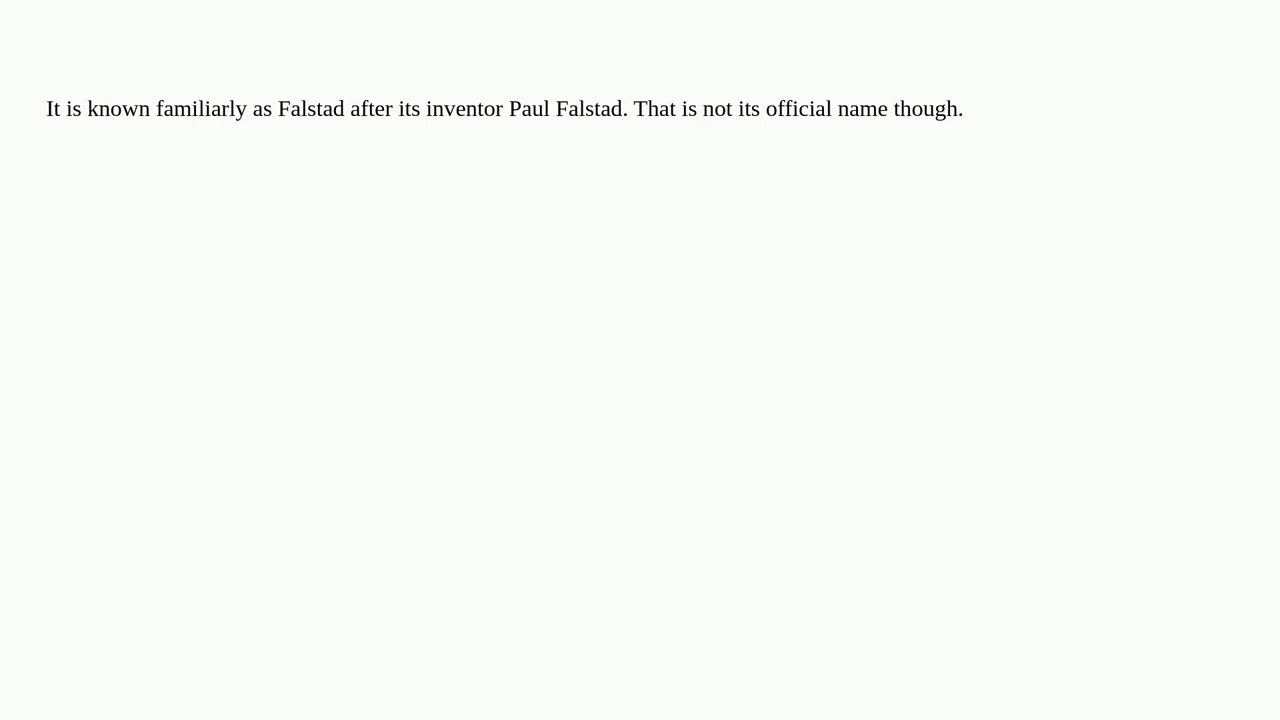 It is known familiarly as Falstad after its inventor Paul Falstad. That is not its official name though.